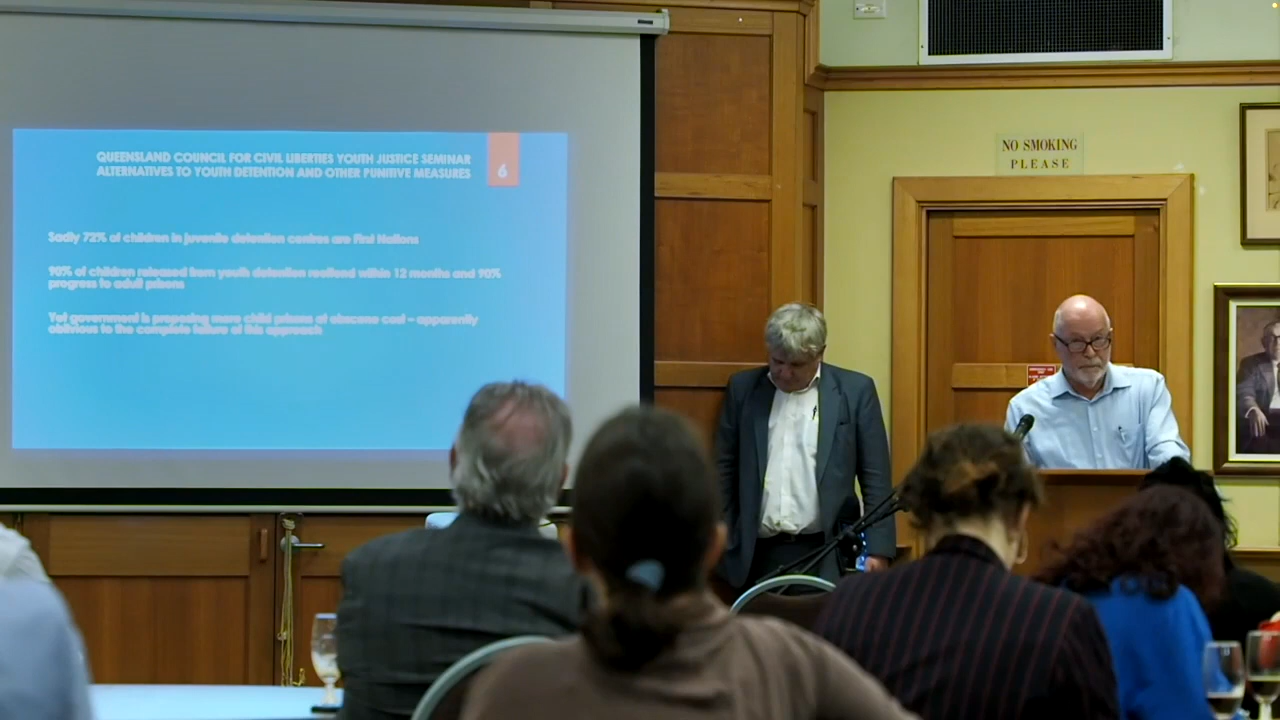 QUEENSLAND COUNCIL FOR CIVIL LIBERTIES YOUTH JUSTICE SEMINAR
ALTERNATIVES TO YOUTH DETENTION AND OTHER PUNITIVE MEASURES
6
Sadly 72% of children in juvenile detention centres are First Nations
90% of children released from youth detention reoffend within 12 months and 90%
progress to adult prisons
Yet government is proposing more child prisons at obscene cost – apparently
oblivious to the complete failure of this approach
NO SMOKING
PLEASE